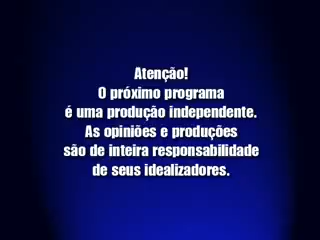 Atenção!
O próximo programa
é uma produção independente.
As opiniões e produções
são de inteira responsabilidade
de seus idealizadores.